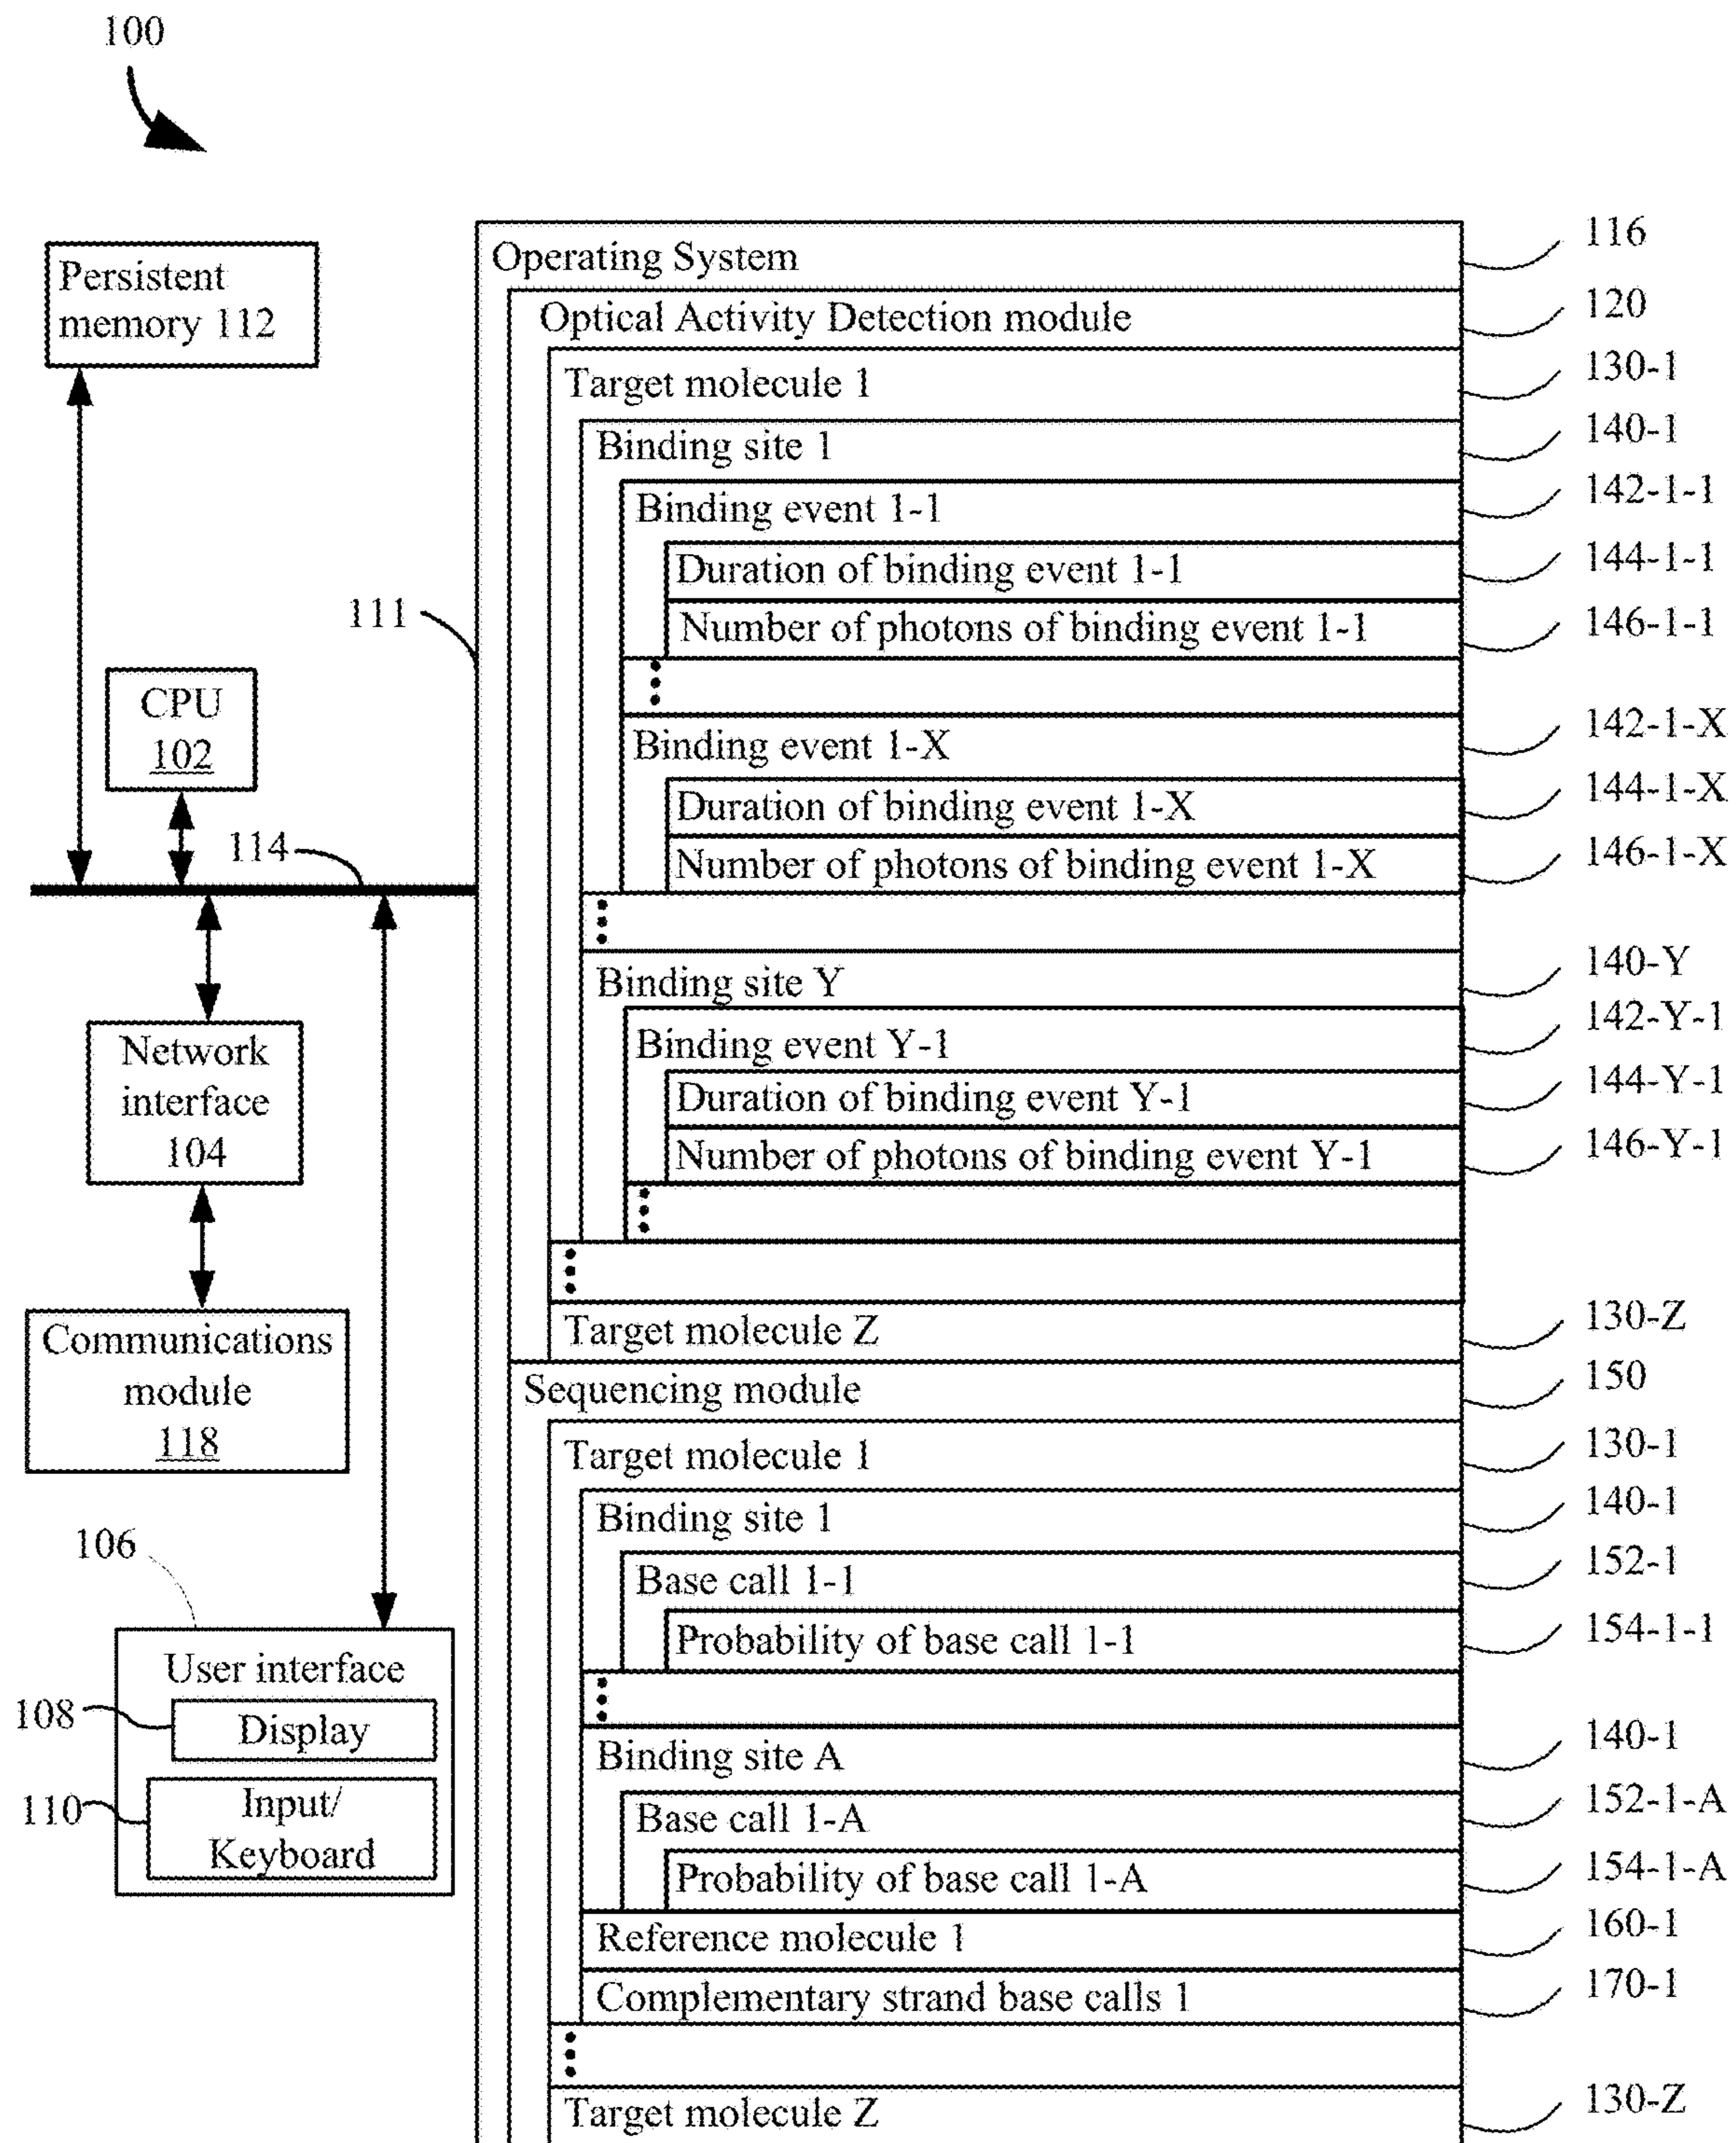 100
Persistent
memory 112
111
CPU
102
114
Network
interface
104
Communications
module
118
106
User interface
108
Display
110
Input/
Keyboard
Operating System
116
Optical Activity Detection module
120
Target molecule 1
130-1
Binding site 1
140-1
Binding event 1-1
142-1-1
Duration of binding event 1-1
144-1-1
Number of photons of binding event 1-1
146-1-1
Binding event 1-X
142-1-X
Duration of binding event 1-X
144-1-X
Number of photons of binding event 1-X
146-1-X
Binding site Y
140-Y
Binding event Y-1
142-Y-1
Duration of binding event Y-1
144-Y-1
Number of photons of binding event Y-1
146-Y-1
Target molecule Z
130-Z
Sequencing module
150
Target molecule 1
130-1
Binding site 1
140-1
Base call 1-1
152-1
Probability of base call 1-1
154-1-1
Binding site A
140-1
Base call 1-A
152-1-A
Probability of base call 1-A
154-1-A
Reference molecule 1
160-1
Complementary strand base calls 1
170-1
Target molecule Z
130-Z